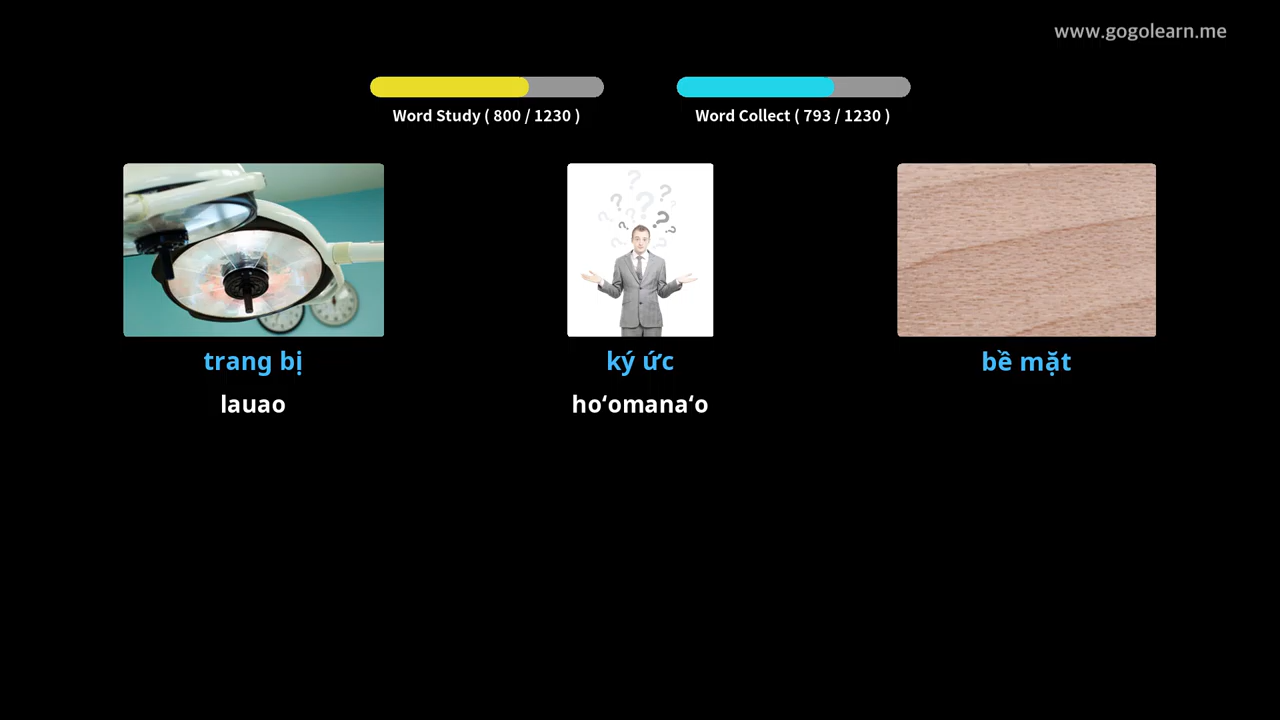 www.gogolearn.me
Word Study ( 800 / 1230 )
Word Collect ( 793 / 1230 )
trang bị
ký ức
bề mặt
lauao
hoʻomanaʻo